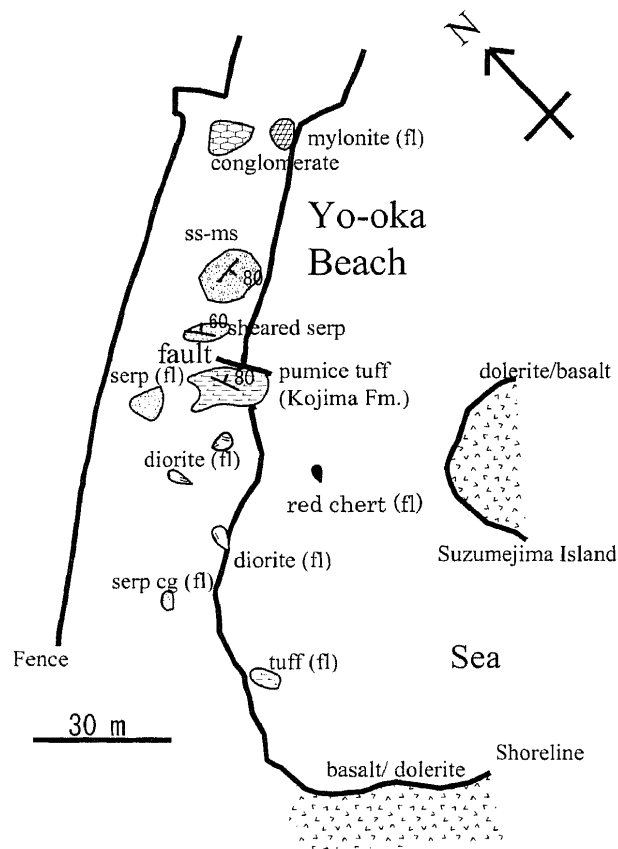 N
mylonite (fl)
conglomerate
Yo-oka
Beach
ss-ms
80
60
sheared serp
fault
serp (fl)
80
pumice tuff
(Kojima Fm.)
dolerite/basalt
diorite (fl)
red chert (fl)
diorite (fl)
Suzumejima Island
serp cg (fl)
Fence
tuff (fl)
Sea
30 m
Shoreline
basalt/ dolerite